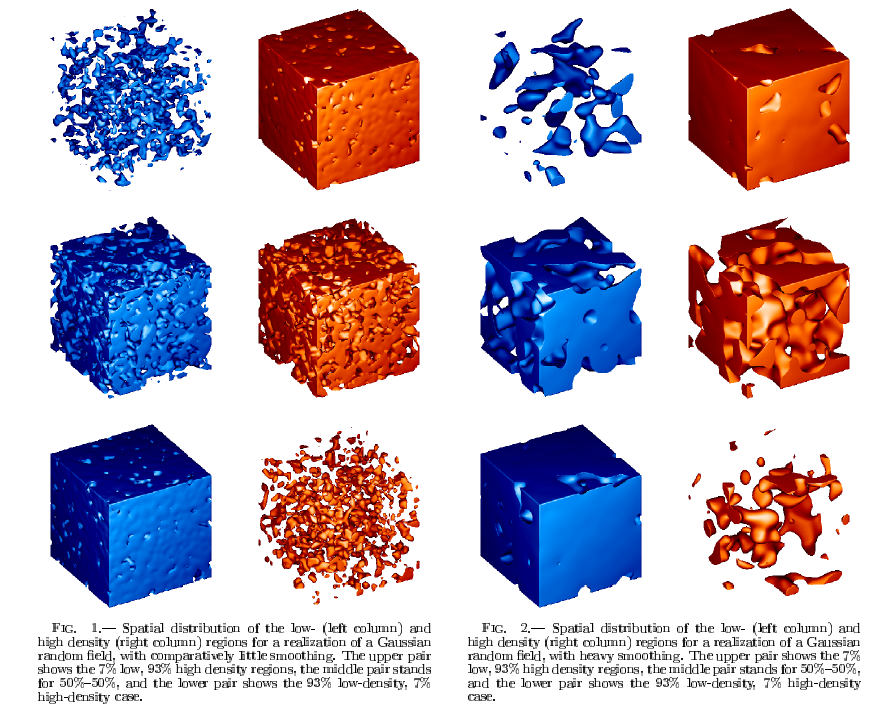 FIG. 1.— Spatial distribution of the low- (left column) and
high density (right column) regions for a realization of a Gaussian
random field, with comparatively little smoothing. The upper pair
shows the 7% low, 93% high density regions, the middle pair stands
for 50%–50%, and the lower pair shows the 93% low-density, 7%
high-density case.
FIG. 2.— Spatial distribution of the low- (left column) and
high density (right column) regions for a realization of a Gaussian
random field, with heavy smoothing. The upper pair shows the 7%
low, 93% high density regions, the middle pair stands for 50%–50%,
and the lower pair shows the 93% low-density, 7% high-density
case.